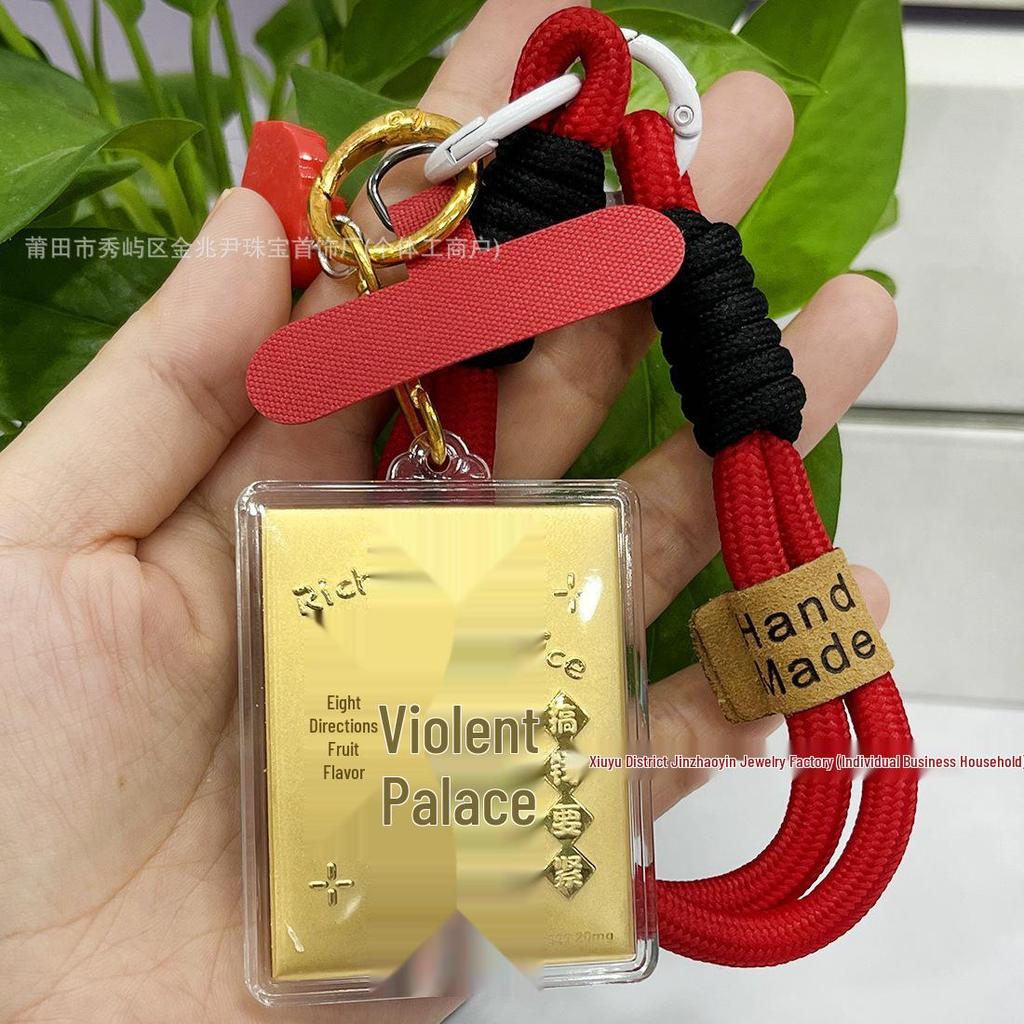 莆田市秀屿区金兆尹珠宝首饰厂(个体工商户)
Rich
ice
Eight
Directions
Fruit
Flavor
Violent
Palace
搞
钱
要
紧
Hand
Made
Xiuyu District Jinzhaoyin Jewelry Factory (Individual Business Household)
20mg